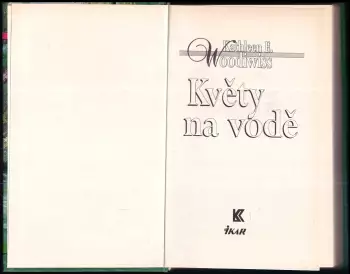 Kathleen E.
Woodiwiss
Květy
na vodě
K
IKAR